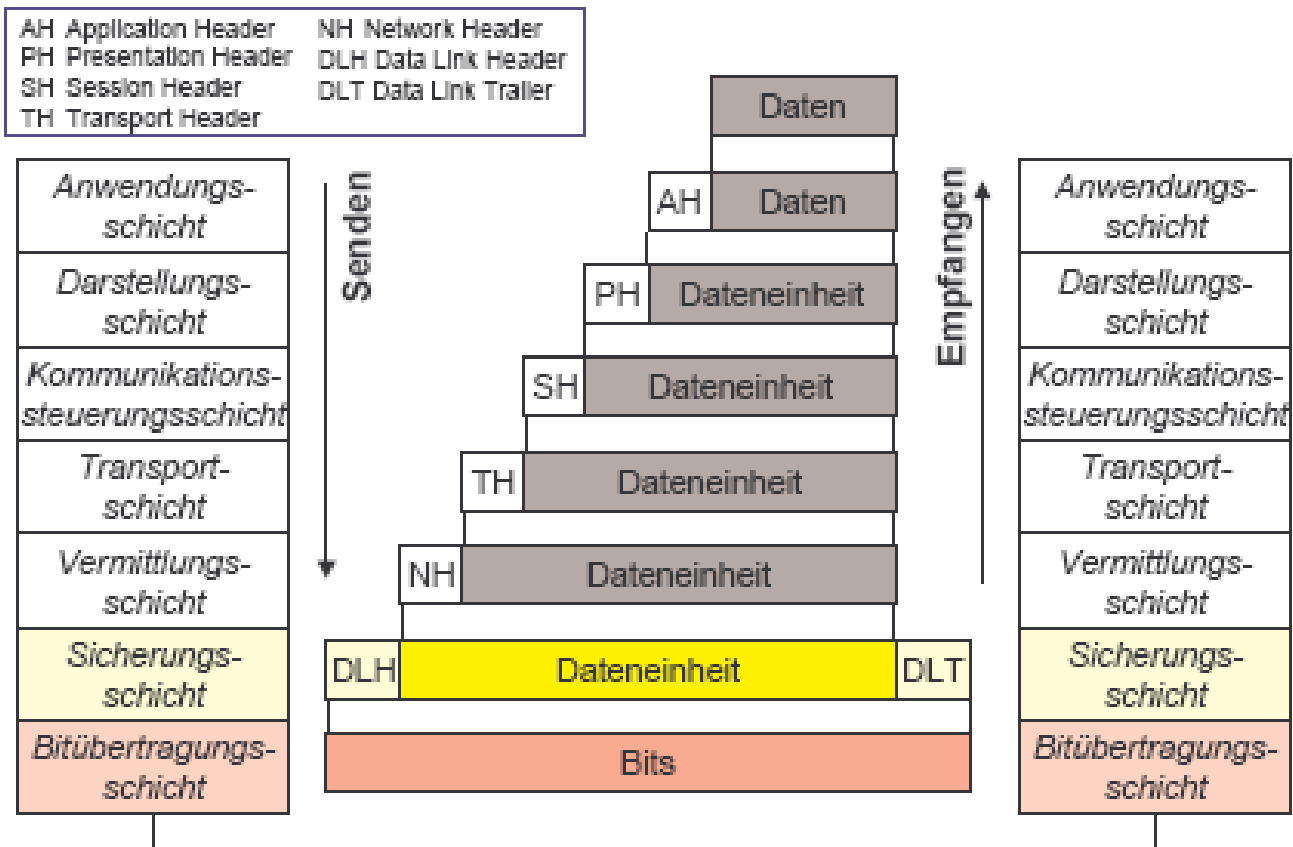 AH Application Header
PH Presentation Header
SH Session Header
TH Transport Header
NH Network Header
DLH Data Link Header
DLT Data Link Trailer
Anwendungs-
schicht
Darstellungs-
schicht
Kommunikations-
steuerungsschicht
Transport-
schicht
Vermittlungs-
schicht
Sicherungs-
schicht
Bitübertragungs-
schicht
Senden
Daten
AH Daten
PH Dateneinheit
SH Dateneinheit
TH Dateneinheit
NH Dateneinheit
DLH Dateneinheit DLT
Bits
Empfangen
Anwendungs-
schicht
Darstellungs-
schicht
Kommunikations-
steuerungsschicht
Transport-
schicht
Vermittlungs-
schicht
Sicherungs-
schicht
Bitübertragungs-
schicht